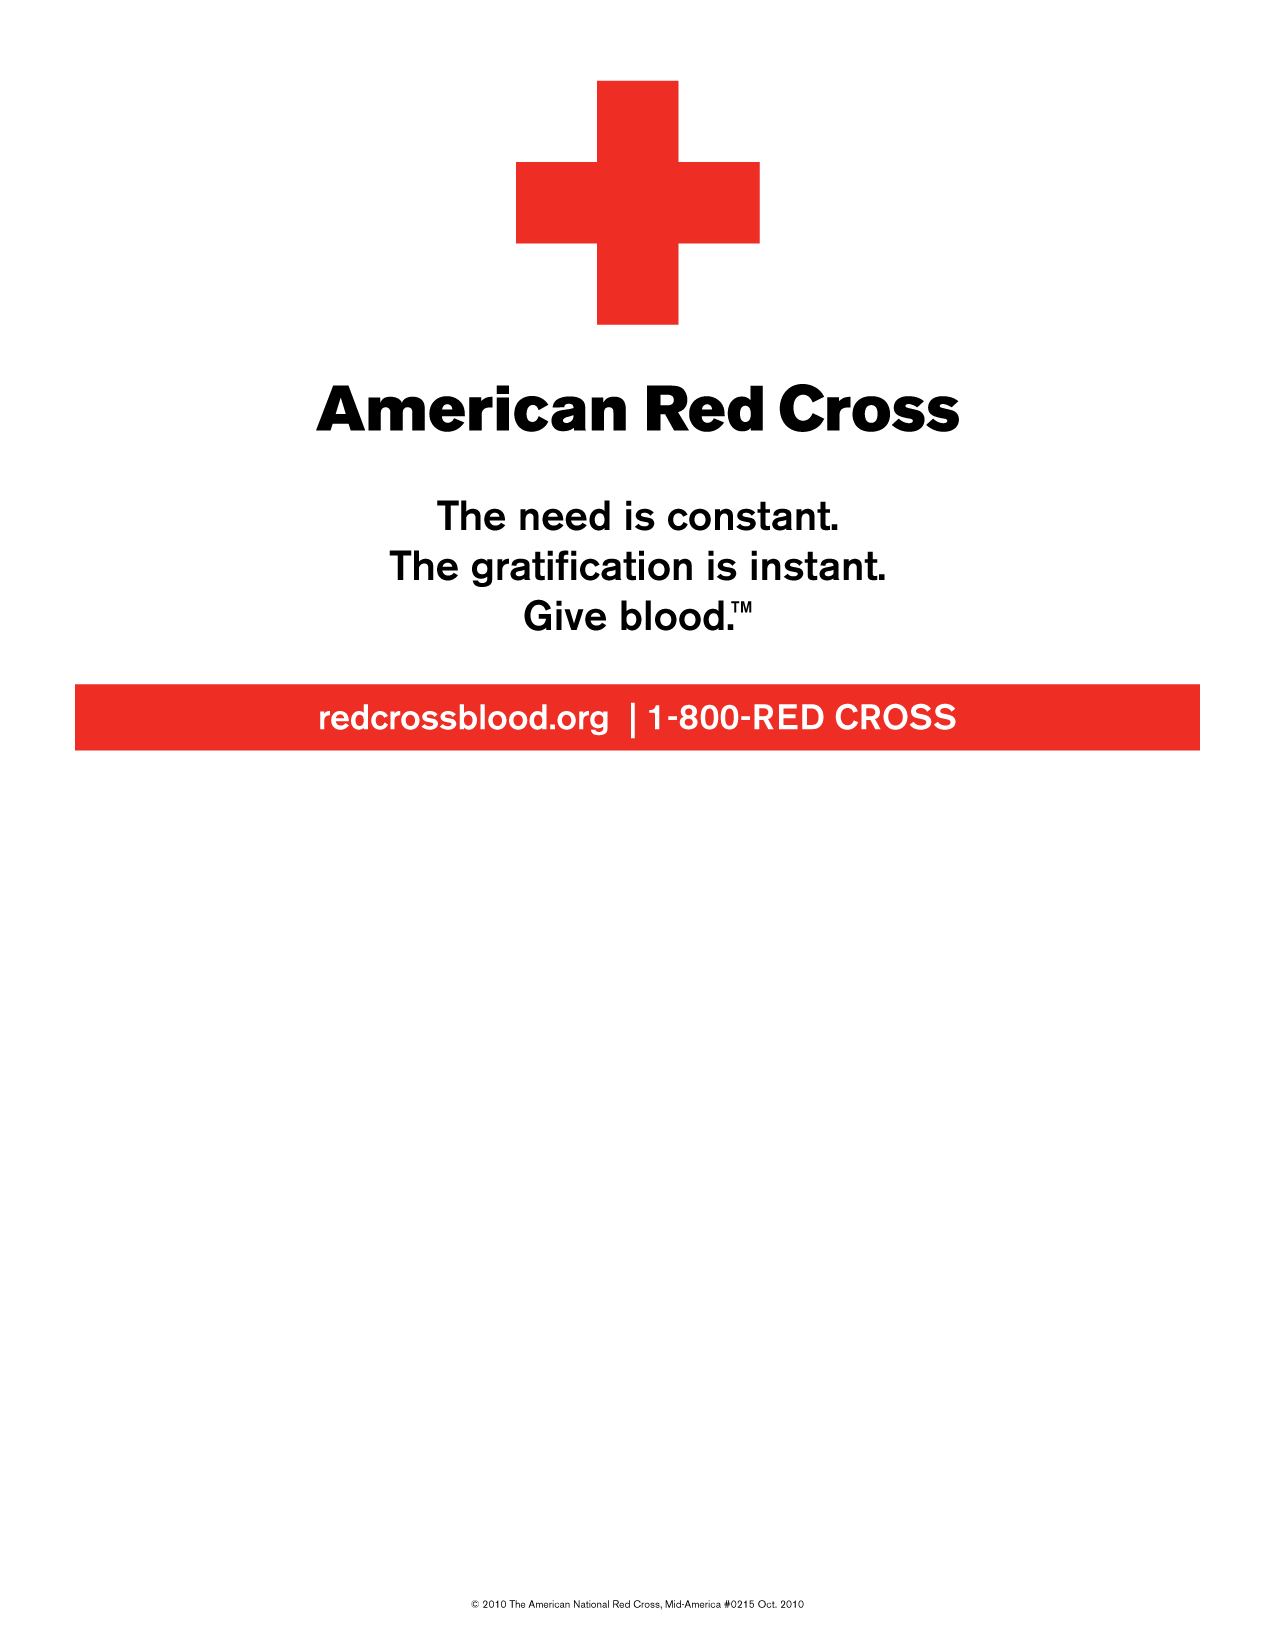 American Red Cross
The need is constant.
The gratification is instant.
Give blood.™
redcrossblood.org | 1-800-RED CROSS
© 2010 The American National Red Cross, Mid-America #0215 Oct. 2010